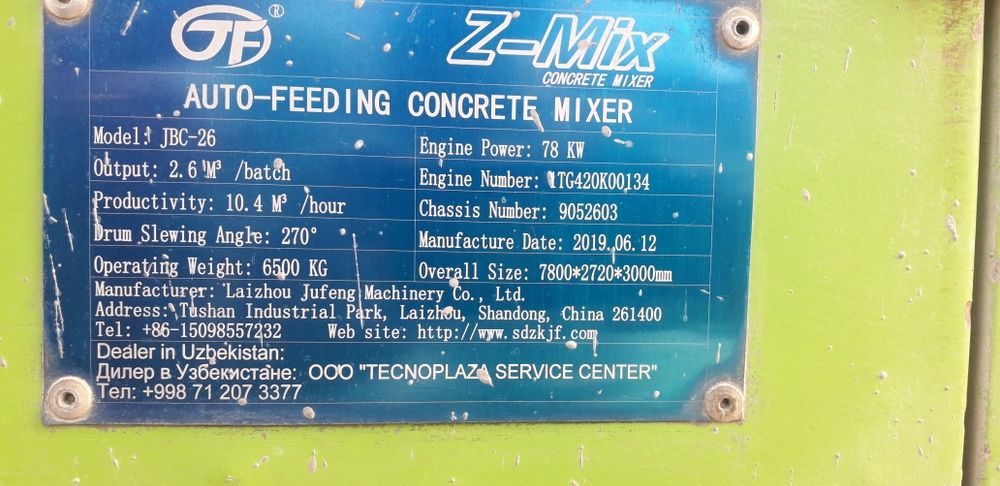 GF ®
Z-Mix
CONCRETE MIXER
AUTO-FEEDING CONCRETE MIXER
Model: JBC-26
Engine Power: 78 KW
Output: 2.6 M³ /batch
Engine Number: 1TG420K00134
Productivity: 10.4 M³ /hour
Chassis Number: 9052603
Drum Slewing Angle: 270°
Manufacture Date: 2019.06.12
Operating Weight: 6500 KG
Overall Size: 7800*2720*3000mm
Manufacturer: Laizhou Jufeng Machinery Co., Ltd.
Address: Tushan Industrial Park, Laizhou, Shandong, China 261400
Tel: +86-15098557232 Web site: http://www.sdzkjf.com
Dealer in Uzbekistan:
Дилер в Узбекистане: ООО "TECNOPLAZA SERVICE CENTER"
Тел: +998 71 207 3377